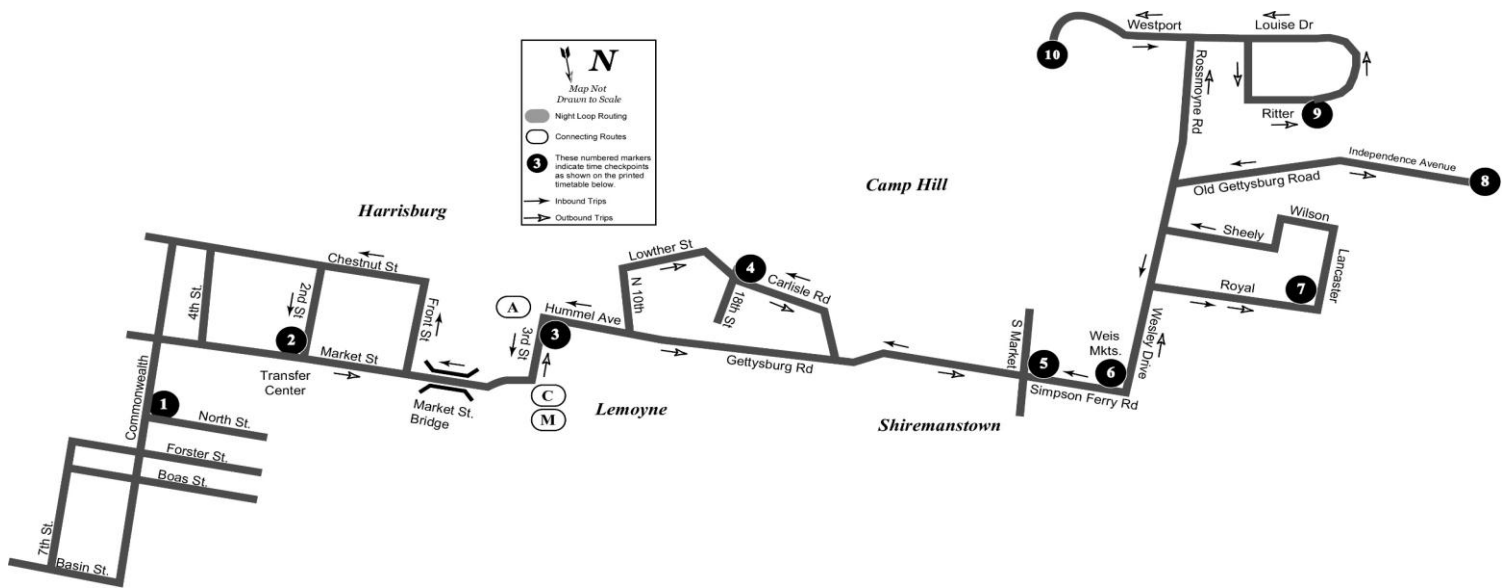 N
Map Not
Drawn to Scale
Night Loop Routing
Connecting Routes
3
These numbered markers
indicate time checkpoints
as shown on the printed
timetable below.
Inbound Trips
Outbound Trips
Harrisburg
Camp Hill
Lemoyne
Shiremanstown
Westport
Louise Dr
10
Rossmoyne Rd
Ritter
9
Independence Avenue
Old Gettysburg Road
8
Wilson
Sheely
Lancaster
Royal
7
Wesley Drive
Weis
Mkts.
6
S Market
5
Simpson Ferry Rd
Lowther St
4
Carlisle Rd
N 10th
18th St
Hummel Ave
Gettysburg Rd
A
3rd St
3
C
M
Chestnut St
4th St.
2nd St
Front St
2
Market St
Transfer
Center
Market St.
Bridge
Commonwealth
1
North St.
Forster St.
Boas St.
7th St.
Basin St.